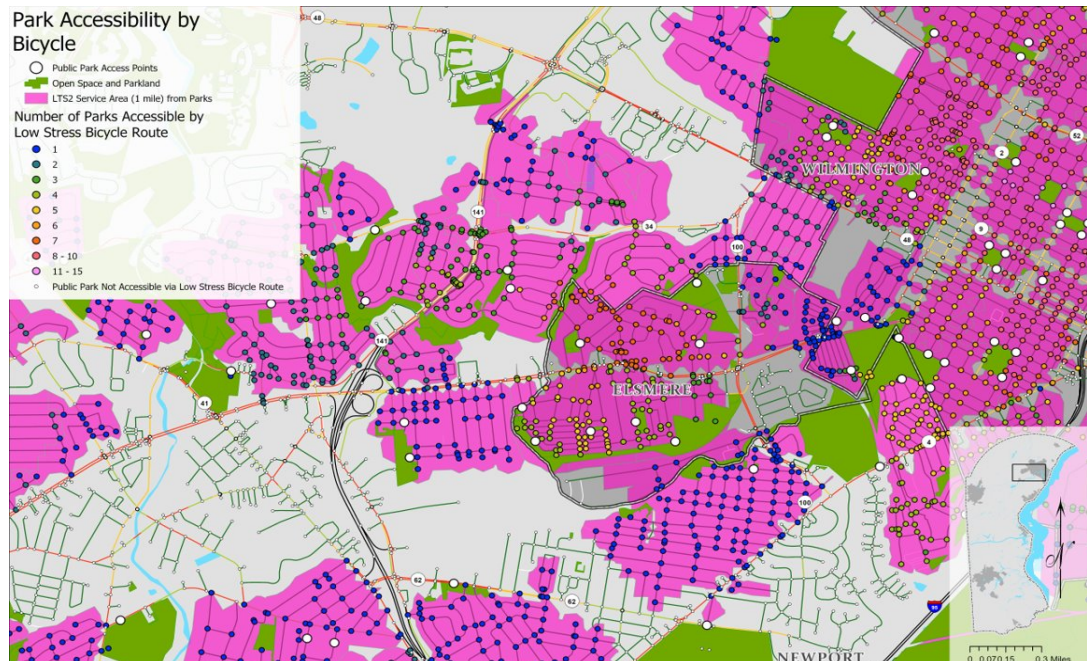 Park Accessibility by
Bicycle
Public Park Access Points
Open Space and Parkland
LTS2 Service Area (1 mile) from Parks
Number of Parks Accessible by
Low Stress Bicycle Route
1
2
3
4
5
6
7
8 - 10
11 - 15
Public Park Not Accessible via Low Stress Bicycle Route
48
52
2
WILMINGTON
141
34
9
100
48
141
ELSMERE
41
4
100
62
62
NEWPORT
0 0.07 0.15 0.3 Miles